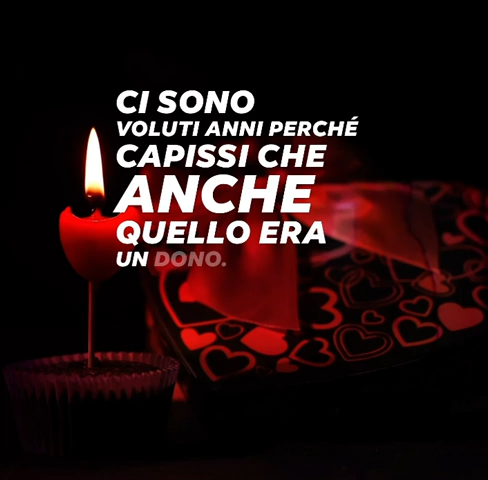 CI SONO
VOLUTI ANNI PERCHÉ
CAPISSI CHE
ANCHE
QUELLO ERA
UN DONO.